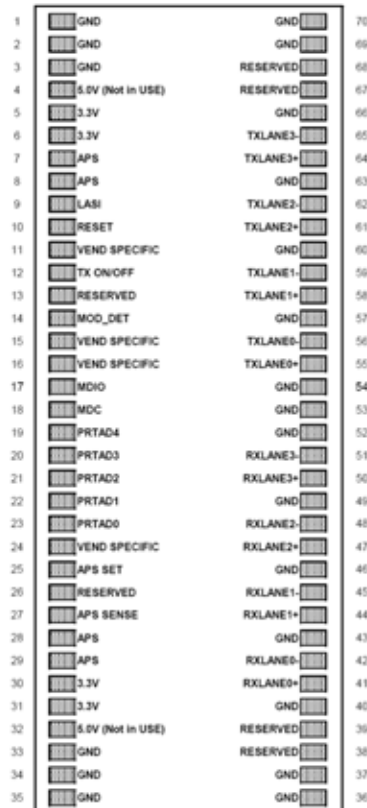 1 GND GND 70
2 GND GND 69
3 GND RESERVED 68
4 5.0V (Not in USE) RESERVED 67
5 3.3V GND 66
6 3.3V TXLANE3- 65
7 APS TXLANE3+ 64
8 APS GND 63
9 LASI TXLANE2- 62
10 RESET TXLANE2+ 61
11 VEND SPECIFIC GND 60
12 TX ON/OFF TXLANE1- 59
13 RESERVED TXLANE1+ 58
14 MOD_DET GND 57
15 VEND SPECIFIC TXLANE0- 56
16 VEND SPECIFIC TXLANE0+ 55
17 MDIO GND 54
18 MDC GND 53
19 PRTAD4 GND 52
20 PRTAD3 RXLANE3- 51
21 PRTAD2 RXLANE3+ 50
22 PRTAD1 GND 49
23 PRTAD0 RXLANE2- 48
24 VEND SPECIFIC RXLANE2+ 47
25 APS SET GND 46
26 RESERVED RXLANE1- 45
27 APS SENSE RXLANE1+ 44
28 APS GND 43
29 APS RXLANE0- 42
30 3.3V RXLANE0+ 41
31 3.3V GND 40
32 5.0V (Not in USE) RESERVED 39
33 GND RESERVED 38
34 GND GND 37
35 GND GND 36